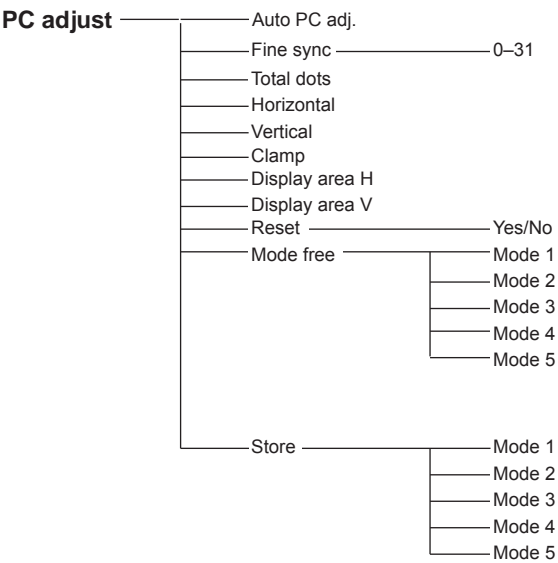 PC adjust
Auto PC adj.
Fine sync
0–31
Total dots
Horizontal
Vertical
Clamp
Display area H
Display area V
Reset
Yes/No
Mode free
Mode 1
Mode 2
Mode 3
Mode 4
Mode 5
Store
Mode 1
Mode 2
Mode 3
Mode 4
Mode 5